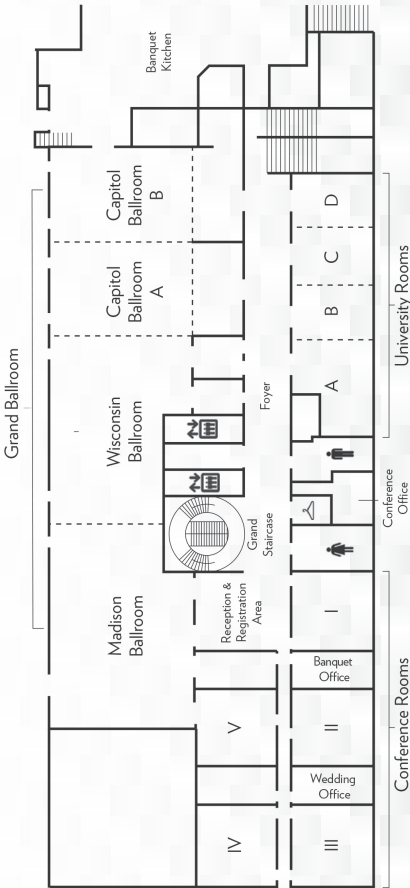 Banquet
Kitchen
Grand Ballroom
Capitol
Ballroom
B
Capitol
Ballroom
A
Wisconsin
Ballroom
Madison
Ballroom
Foyer
Grand
Staircase
Reception &
Registration
Area
University Rooms
D
C
B
A
Conference
Office
Conference Rooms
I
Banquet
Office
II
Wedding
Office
III
V
IV